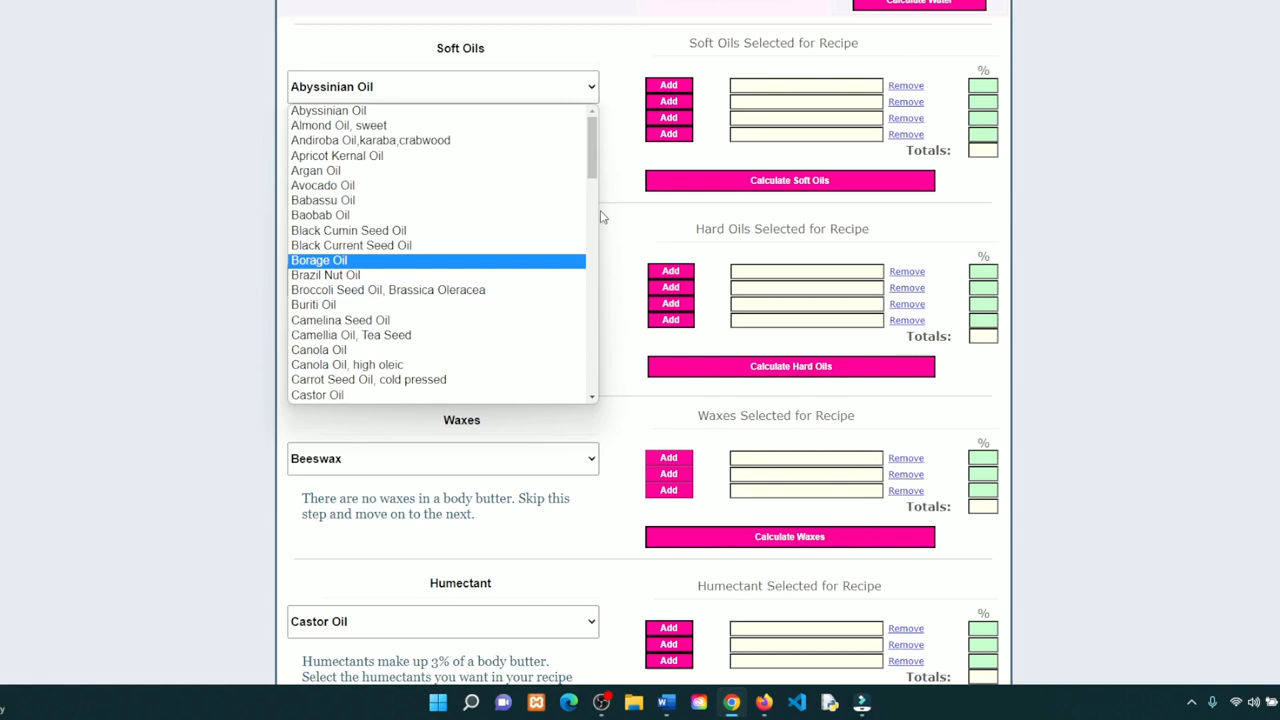 Calculate Water
Soft Oils
Soft Oils Selected for Recipe
%
Abyssinian Oil
Abyssinian Oil
Almond Oil, sweet
Andiroba Oil,karaba,crabwood
Apricot Kernal Oil
Argan Oil
Avocado Oil
Babassu Oil
Baobab Oil
Black Cumin Seed Oil
Black Current Seed Oil
Borage Oil
Brazil Nut Oil
Broccoli Seed Oil, Brassica Oleracea
Buriti Oil
Camelina Seed Oil
Camellia Oil, Tea Seed
Canola Oil
Canola Oil, high oleic
Carrot Seed Oil, cold pressed
Castor Oil
Add Remove
Add Remove
Add Remove
Add Remove
Totals:
Calculate Soft Oils
Hard Oils Selected for Recipe
%
Add Remove
Add Remove
Add Remove
Add Remove
Totals:
Calculate Hard Oils
Waxes
Waxes Selected for Recipe
%
Beeswax
There are no waxes in a body butter. Skip this
step and move on to the next.
Add Remove
Add Remove
Add Remove
Totals:
Calculate Waxes
Humectant
Humectant Selected for Recipe
%
Castor Oil
Humectants make up 3% of a body butter.
Select the humectants you want in your recipe
Add Remove
Add Remove
Add Remove
Totals: